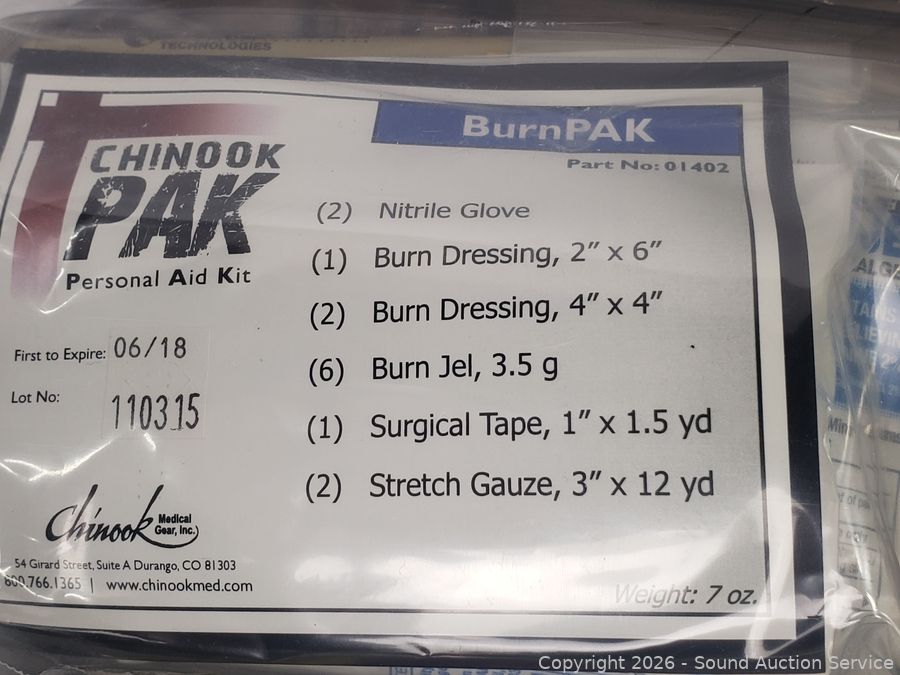 TECHNOLOGIES
BurnPAK
Part No: 01402
CHINOOK
PAK
Personal Aid Kit
(2) Nitrile Glove
(1) Burn Dressing, 2” x 6”
(2) Burn Dressing, 4” x 4”
(6) Burn Jel, 3.5 g
(1) Surgical Tape, 1” x 1.5 yd
(2) Stretch Gauze, 3” x 12 yd
First to Expire: 06/18
Lot No: 110315
Chinook Medical Gear, Inc.
54 Girard Street, Suite A Durango, CO 81303
800.766.1365 | www.chinookmed.com
Weight: 7 oz.
Copyright 2026 - Sound Auction Service